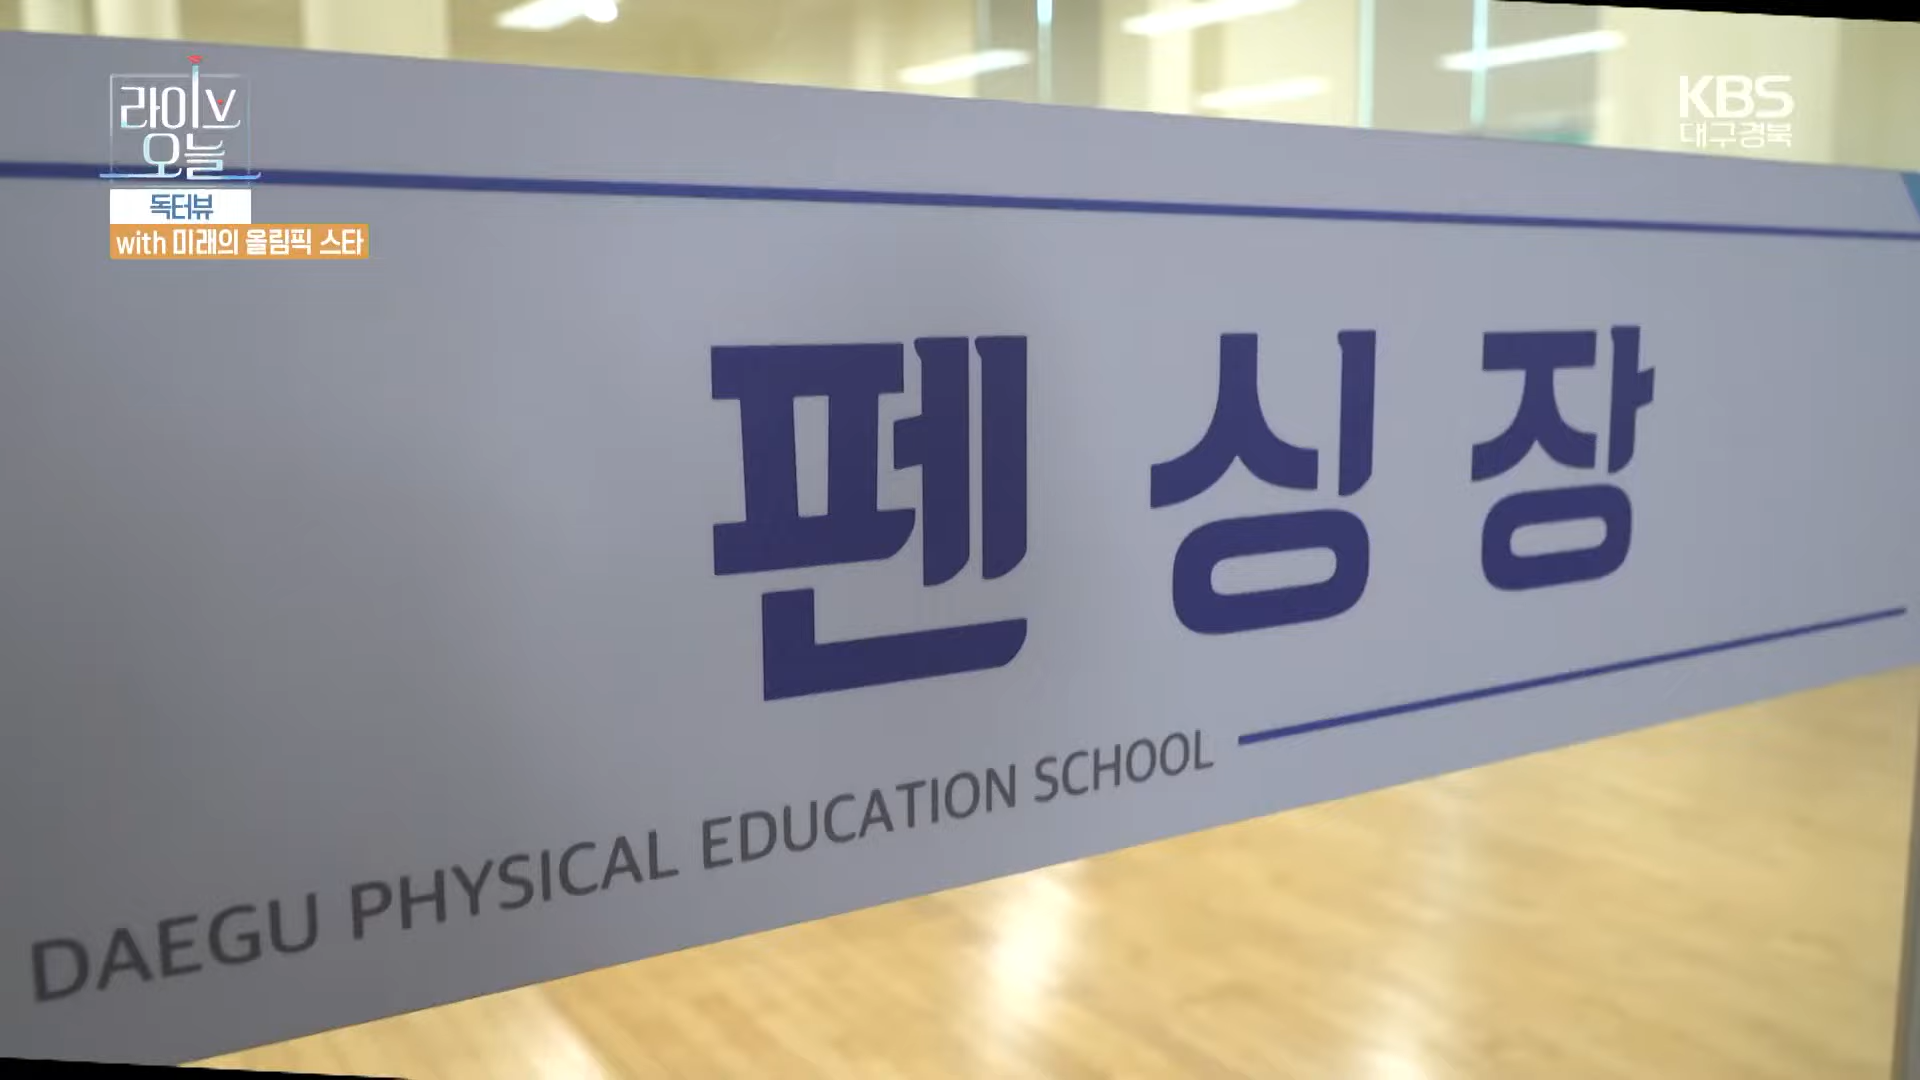 라이브
오늘
독터뷰
with 미래의 올림픽 스타
KBS
대구경북
펜싱장
DAEGU PHYSICAL EDUCATION SCHOOL